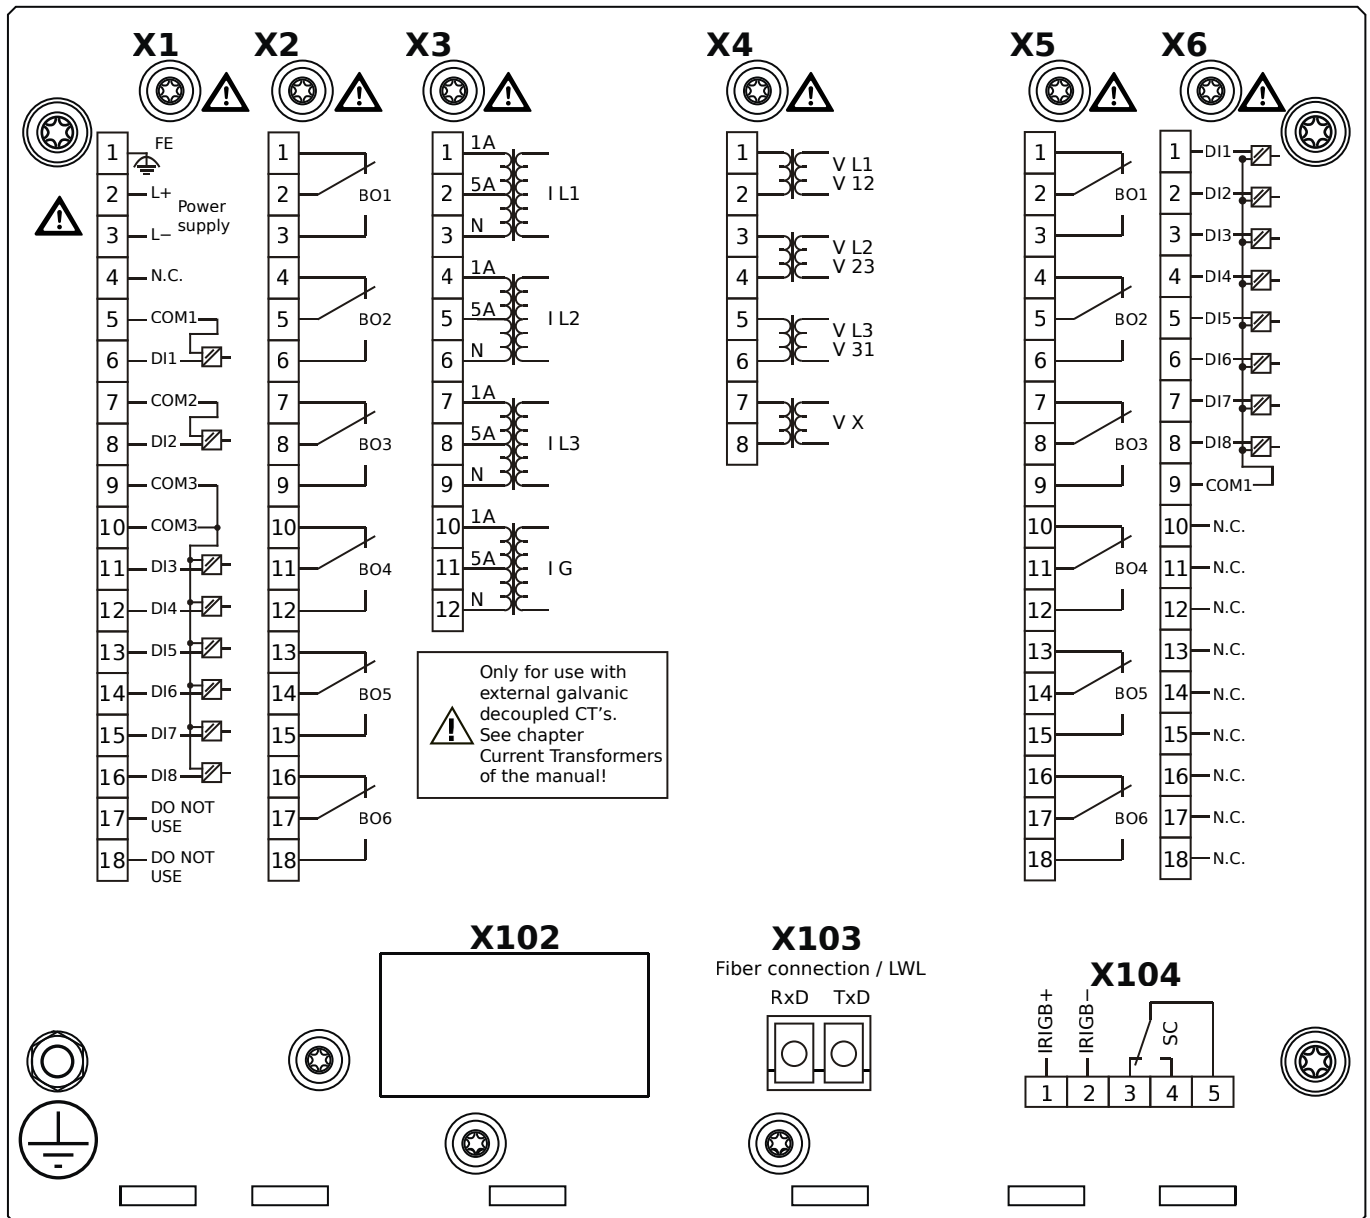 X1
X2
X3
X4
X5
X6
1 FE
2 L+
Power
supply
3 L−
4 N.C.
5 COM1
6 DI1
7 COM2
8 DI2
9 COM3
10 COM3
11 DI3
12 DI4
13 DI5
14 DI6
15 DI7
16 DI8
17 DO NOT
USE
18 DO NOT
USE
1
2 BO1
3
4
5 BO2
6
7
8 BO3
9
10
11 BO4
12
13
14 BO5
15
16
17 BO6
18
1 1A
2 5A I L1
3 N
4 1A
5 5A I L2
6 N
7 1A
8 5A I L3
9 N
10 1A
11 5A I G
12 N
Only for use with
external galvanic
decoupled CT's.
See chapter
Current Transformers
of the manual!
1 V L1
2 V 12
3 V L2
4 V 23
5 V L3
6 V 31
7 V X
8
1
2 BO1
3
4
5 BO2
6
7
8 BO3
9
10
11 BO4
12
13
14 BO5
15
16
17 BO6
18
1 DI1
2 DI2
3 DI3
4 DI4
5 DI5
6 DI6
7 DI7
8 DI8
9 COM1
10 N.C.
11 N.C.
12 N.C.
13 N.C.
14 N.C.
15 N.C.
16 N.C.
17 N.C.
18 N.C.
X102
X103
Fiber connection / LWL
RxD TxD
X104
IRIGB+
IRIGB−
SC
1 2 3 4 5